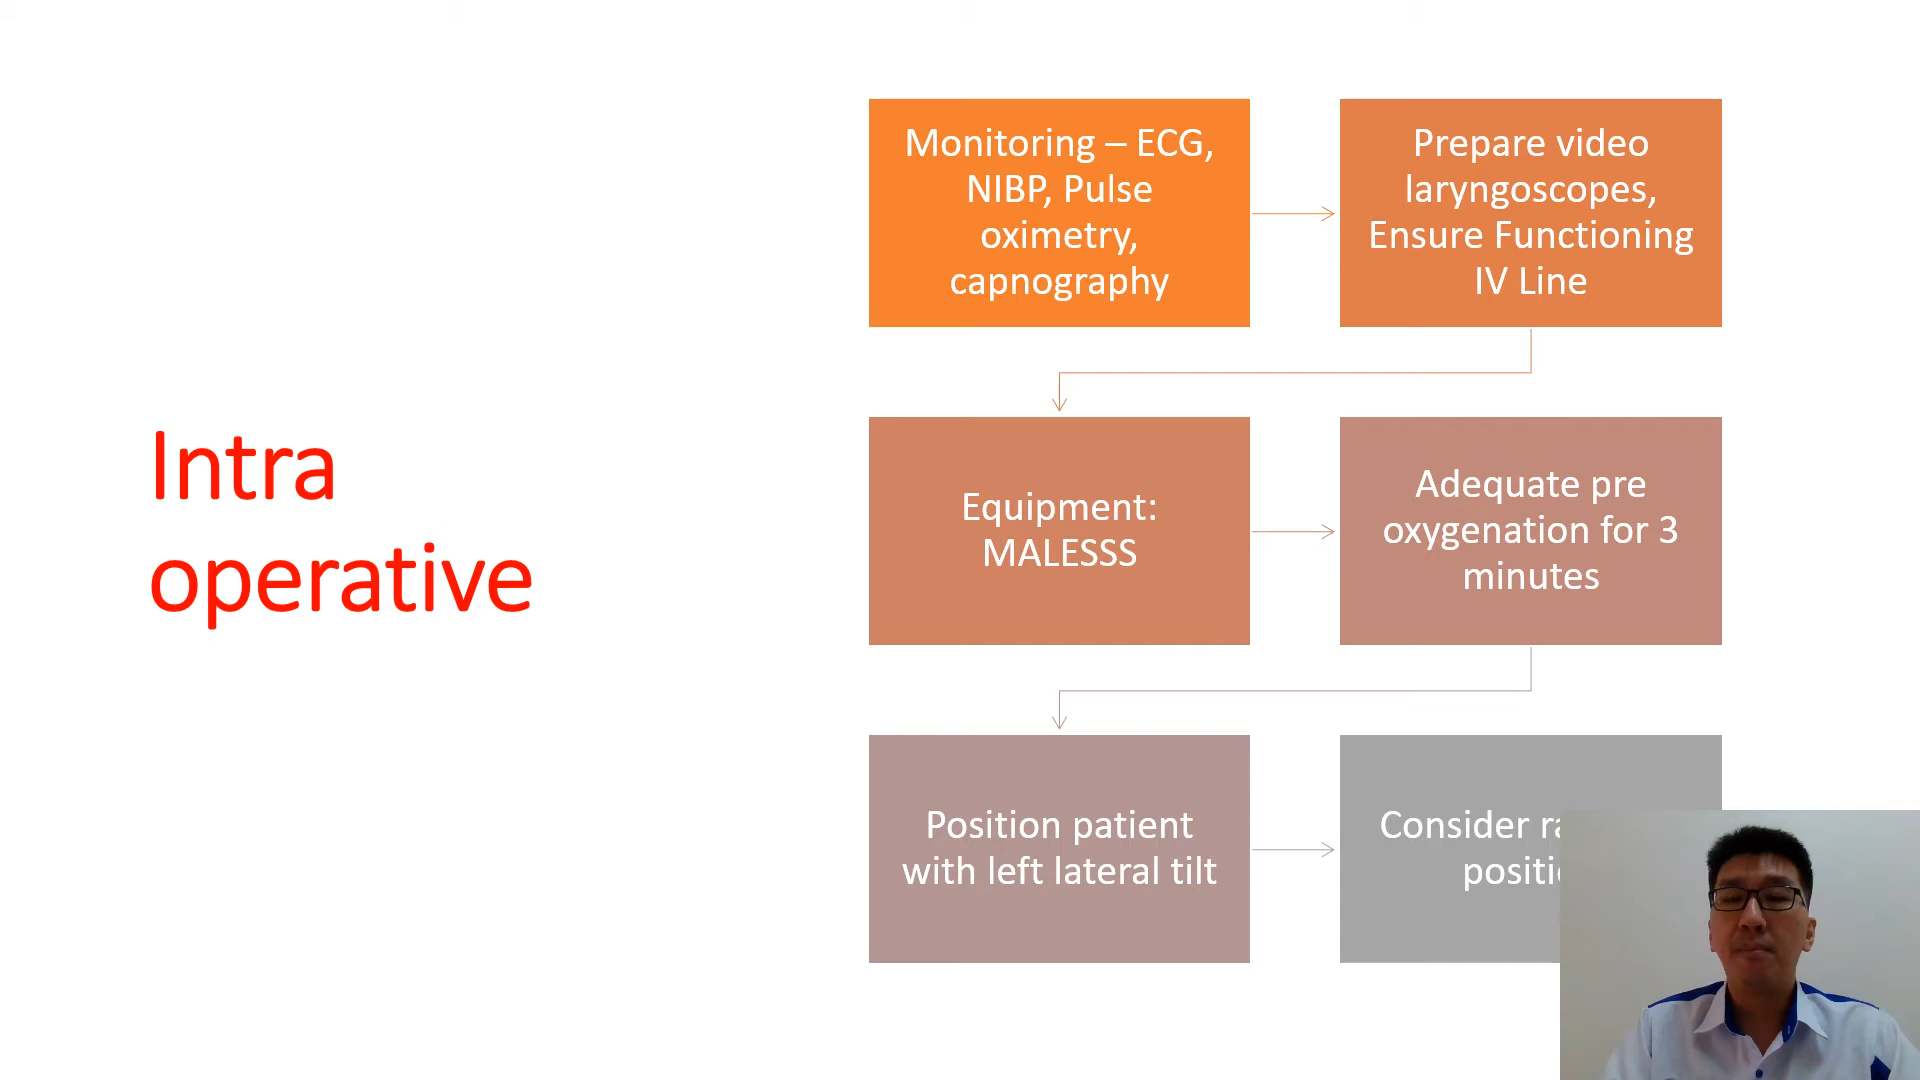 Intra
operative
Monitoring – ECG,
NIBP, Pulse
oximetry,
capnography
Prepare video
laryngoscopes,
Ensure Functioning
IV Line
Equipment:
MALESSS
Adequate pre
oxygenation for 3
minutes
Position patient
with left lateral tilt
Consider